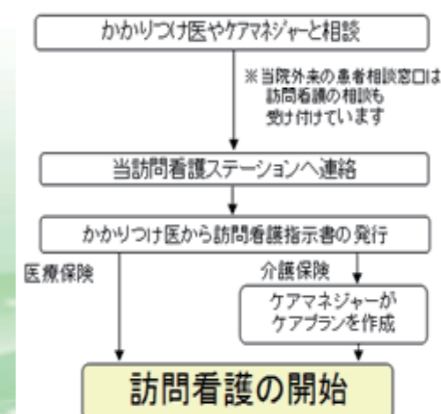 かかりつけ医やケアマネジャーと相談
※当院外来の患者相談窓口は
訪問看護の相談も
受け付けています
当訪問看護ステーションへ連絡
かかりつけ医から訪問看護指示書の発行
医療保険
介護保険
ケアマネジャーが
ケアプランを作成
訪問看護の開始